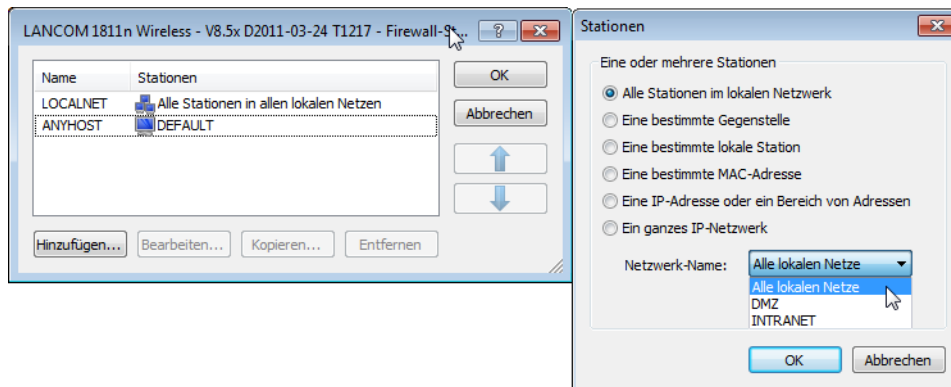 LANCOM 1811n Wireless - V8.5x D2011-03-24 T1217 - Firewall-St...
Name Stationen
LOCALNET Alle Stationen in allen lokalen Netzen
ANYHOST DEFAULT
OK
Abbrechen
Hinzufügen... Bearbeiten... Kopieren... Entfernen
Stationen
Eine oder mehrere Stationen
Alle Stationen im lokalen Netzwerk
Eine bestimmte Gegenstelle
Eine bestimmte lokale Station
Eine bestimmte MAC-Adresse
Eine IP-Adresse oder ein Bereich von Adressen
Ein ganzes IP-Netzwerk
Netzwerk-Name: Alle lokalen Netze
Alle lokalen Netze
DMZ
INTRANET
OK Abbrechen